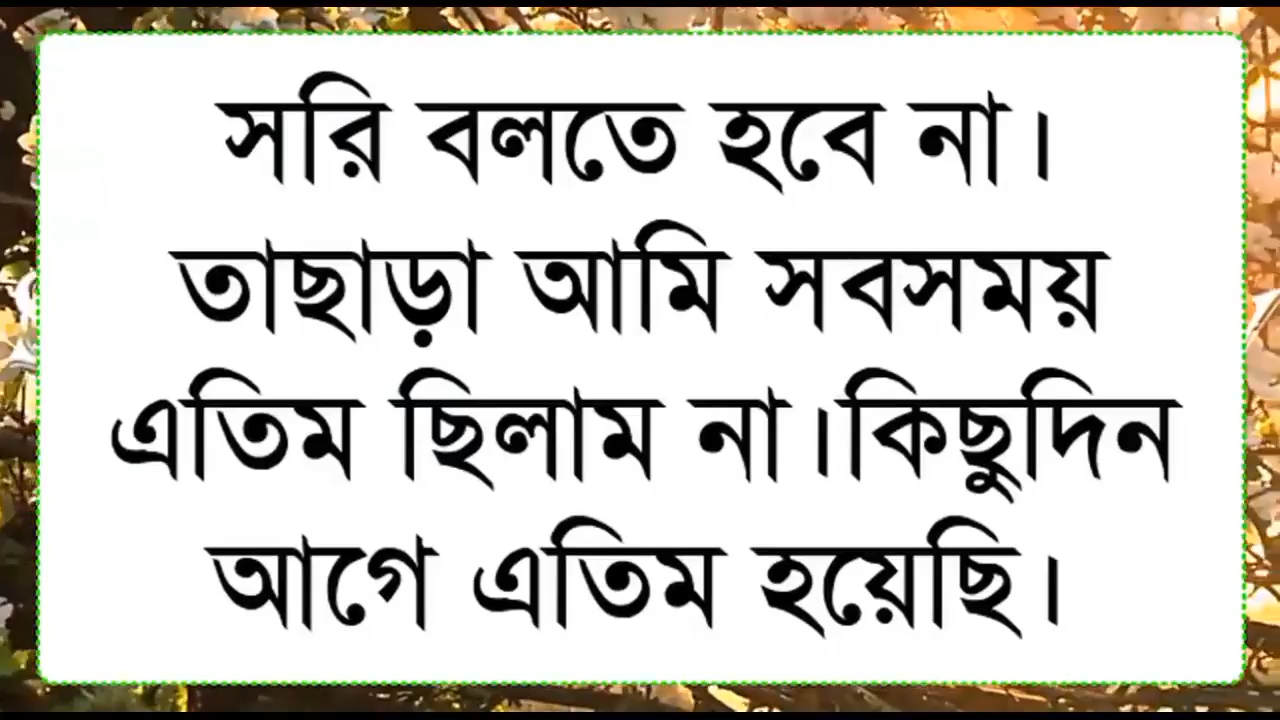 সরি বলতে হবে না।
তাছাড়া আমি সবসময়
এতিম ছিলাম না।কিছুদিন
আগে এতিম হয়েছি।